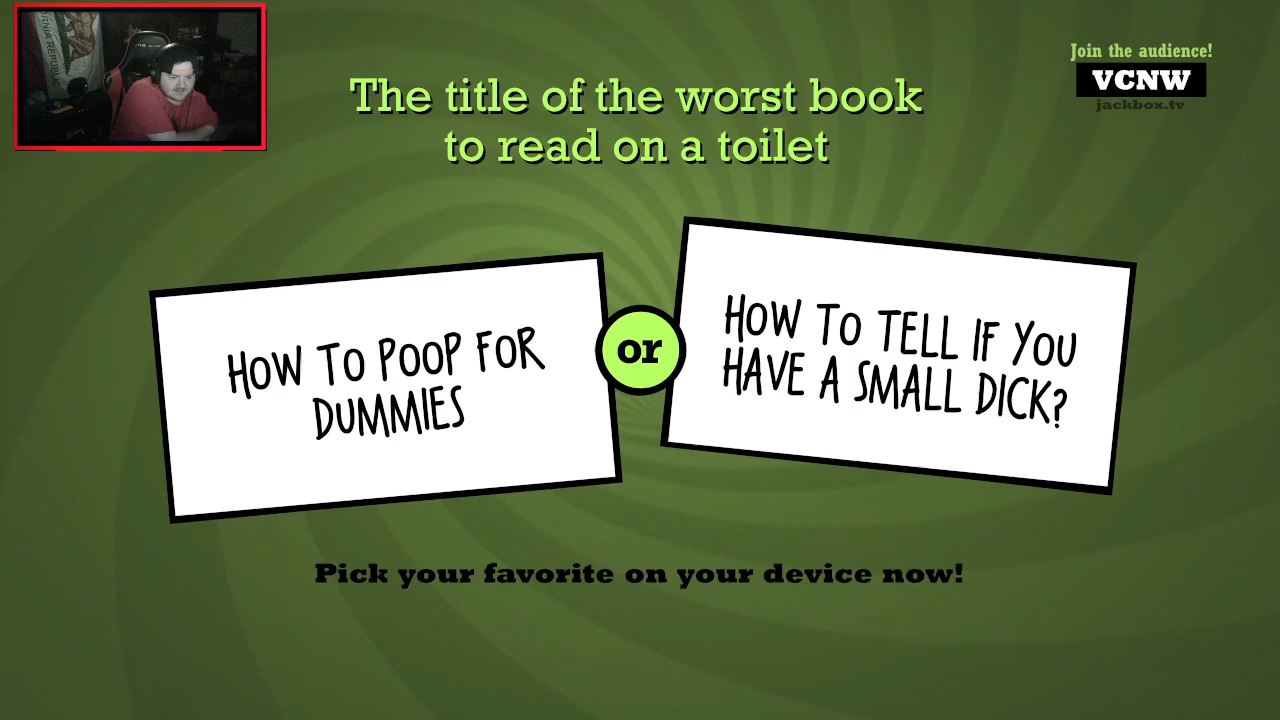 Join the audience!
VCNW
jackbox.tv
The title of the worst book
to read on a toilet
HOW TO POOP FOR
DUMMIES
or
HOW TO TELL IF YOU
HAVE A SMALL DICK?
Pick your favorite on your device now!